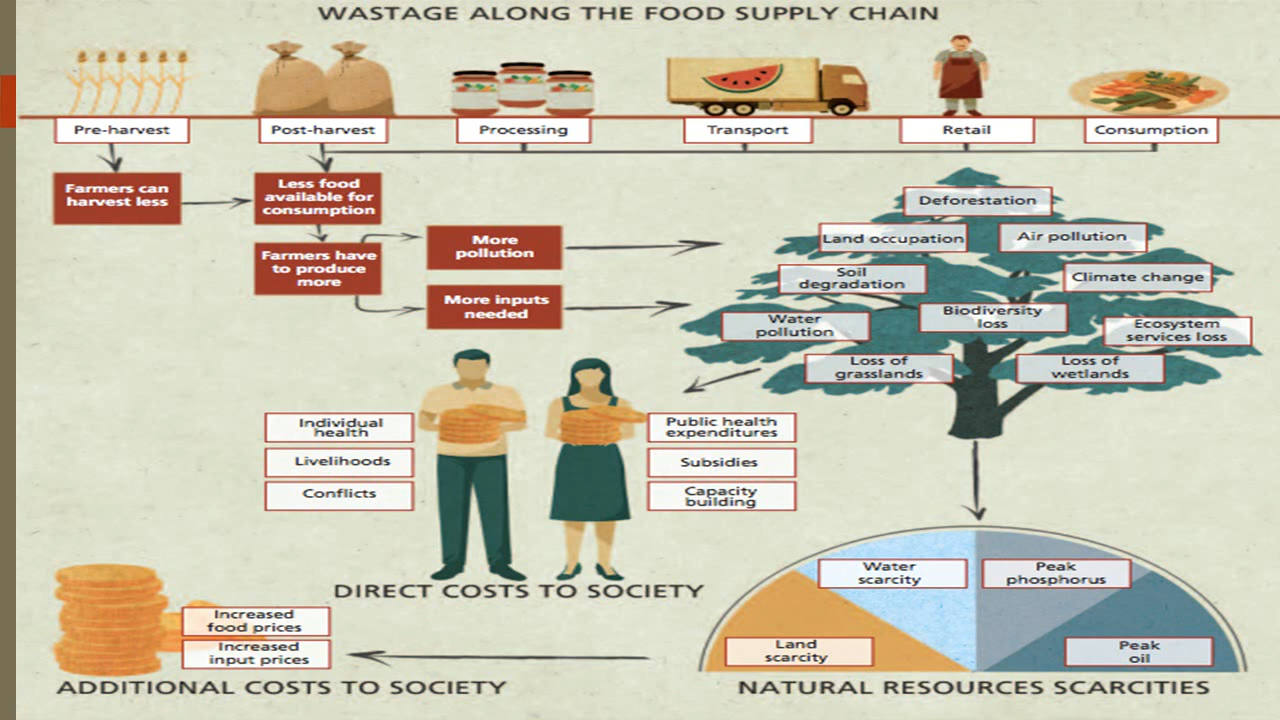 WASTAGE ALONG THE FOOD SUPPLY CHAIN
Pre-harvest
Post-harvest
Processing
Transport
Retail
Consumption
Farmers can
harvest less
Less food
available for
consumption
Farmers have
to produce
more
More
pollution
More inputs
needed
Deforestation
Land occupation
Air pollution
Soil
degradation
Climate change
Water
pollution
Biodiversity
loss
Ecosystem
services loss
Loss of
grasslands
Loss of
wetlands
Individual
health
Livelihoods
Conflicts
Public health
expenditures
Subsidies
Capacity
building
DIRECT COSTS TO SOCIETY
Water
scarcity
Peak
phosphorus
Land
scarcity
Peak
oil
NATURAL RESOURCES SCARCITIES
Increased
food prices
Increased
input prices
ADDITIONAL COSTS TO SOCIETY